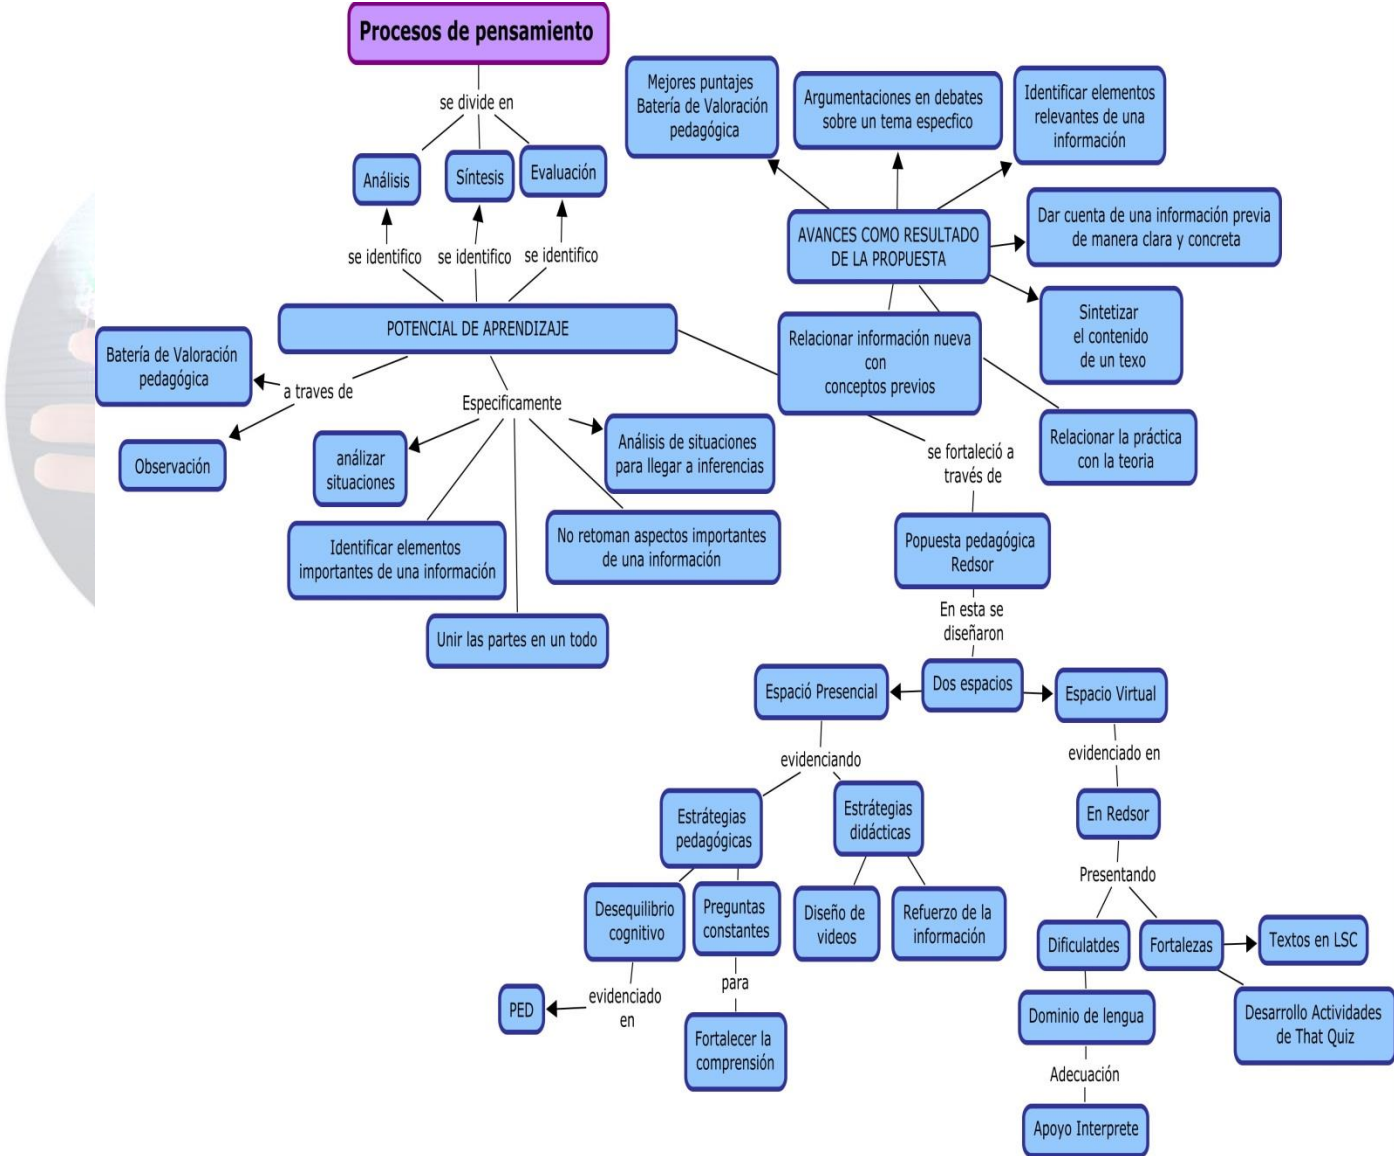 Procesos de pensamiento
se divide en
Análisis
Síntesis
Evaluación
se identifico
se identifico
se identifico
POTENCIAL DE APRENDIZAJE
Batería de Valoración
pedagógica
a traves de
Observación
Especificamente
análizar
situaciones
Identificar elementos
importantes de una información
Unir las partes en un todo
No retoman aspectos importantes
de una información
Análisis de situaciones
para llegar a inferencias
Mejores puntajes
Batería de Valoración
pedagógica
Argumentaciones en debates
sobre un tema especfico
Identificar elementos
relevantes de una
información
AVANCES COMO RESULTADO
DE LA PROPUESTA
Dar cuenta de una información previa
de manera clara y concreta
Sintetizar
el contenido
de un texo
Relacionar información nueva
con
conceptos previos
Relacionar la práctica
con la teoria
se fortaleció a
través de
Popuesta pedagógica
Redsor
En esta se
diseñaron
Dos espacios
Espació Presencial
Espacio Virtual
evidenciando
Estrátegias
pedagógicas
Estrátegias
didácticas
Desequilibrio
cognitivo
Preguntas
constantes
Diseño de
videos
Refuerzo de la
información
PED
evidenciado
en
para
Fortalecer la
comprensión
evidenciado en
En Redsor
Presentando
Dificulatdes
Fortalezas
Textos en LSC
Dominio de lengua
Desarrollo Actividades
de That Quiz
Adecuación
Apoyo Interprete